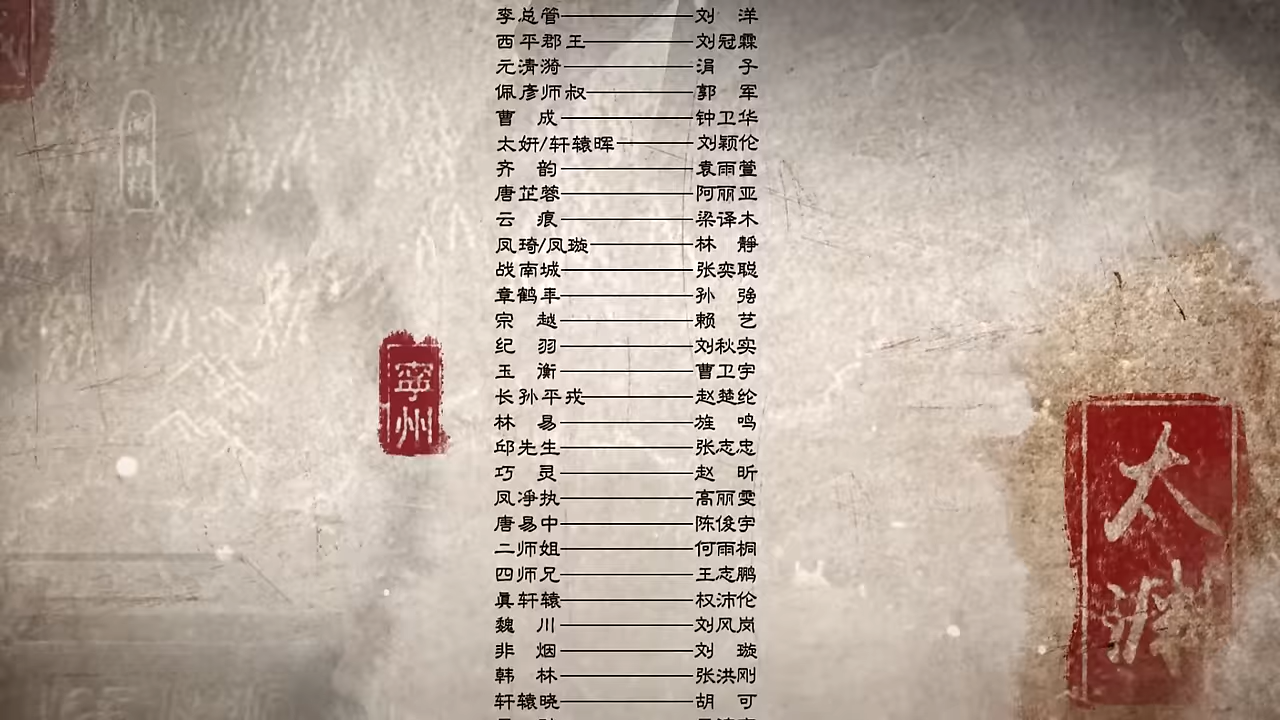 李总管——刘 洋
西平郡王——刘冠霖
元清漪——涓 子
佩彦师叔——郭 军
曹 成——钟卫华
太妍/轩辕晖——刘颖伦
齐 韵——袁雨萱
唐芷蓉——阿丽亚
云 痕——梁译木
凤琦/凤璇——林 静
战南城——张奕聪
章鹤年——孙 强
宗 越——赖 艺
纪 羽——刘秋实
玉 衡——曹卫宇
长孙平戎——赵楚纶
林 易——旌 鸣
邱先生——张志忠
巧 灵——赵 昕
凤净执——高丽雯
唐易中——陈俊宇
二师姐——何雨桐
四师兄——王志鹏
真轩辕——权沛伦
魏 川——刘风岚
非 烟——刘 璇
韩 林——张洪刚
轩辕晓——胡 可
寧州
太渊